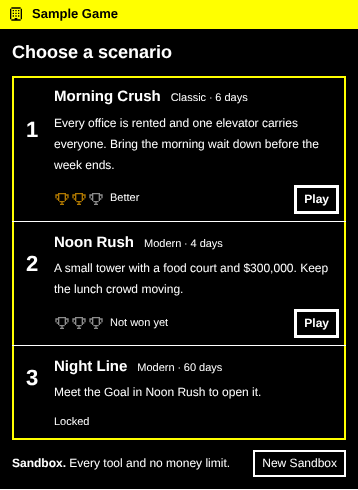 Sample Game
Choose a scenario
1
Morning Crush Classic · 6 days
Every office is rented and one elevator carries
everyone. Bring the morning wait down before the
week ends.
Better
Play
2
Noon Rush Modern · 4 days
A small tower with a food court and $300,000. Keep
the lunch crowd moving.
Not won yet
Play
3
Night Line Modern · 60 days
Meet the Goal in Noon Rush to open it.
Locked
Sandbox. Every tool and no money limit.
New Sandbox